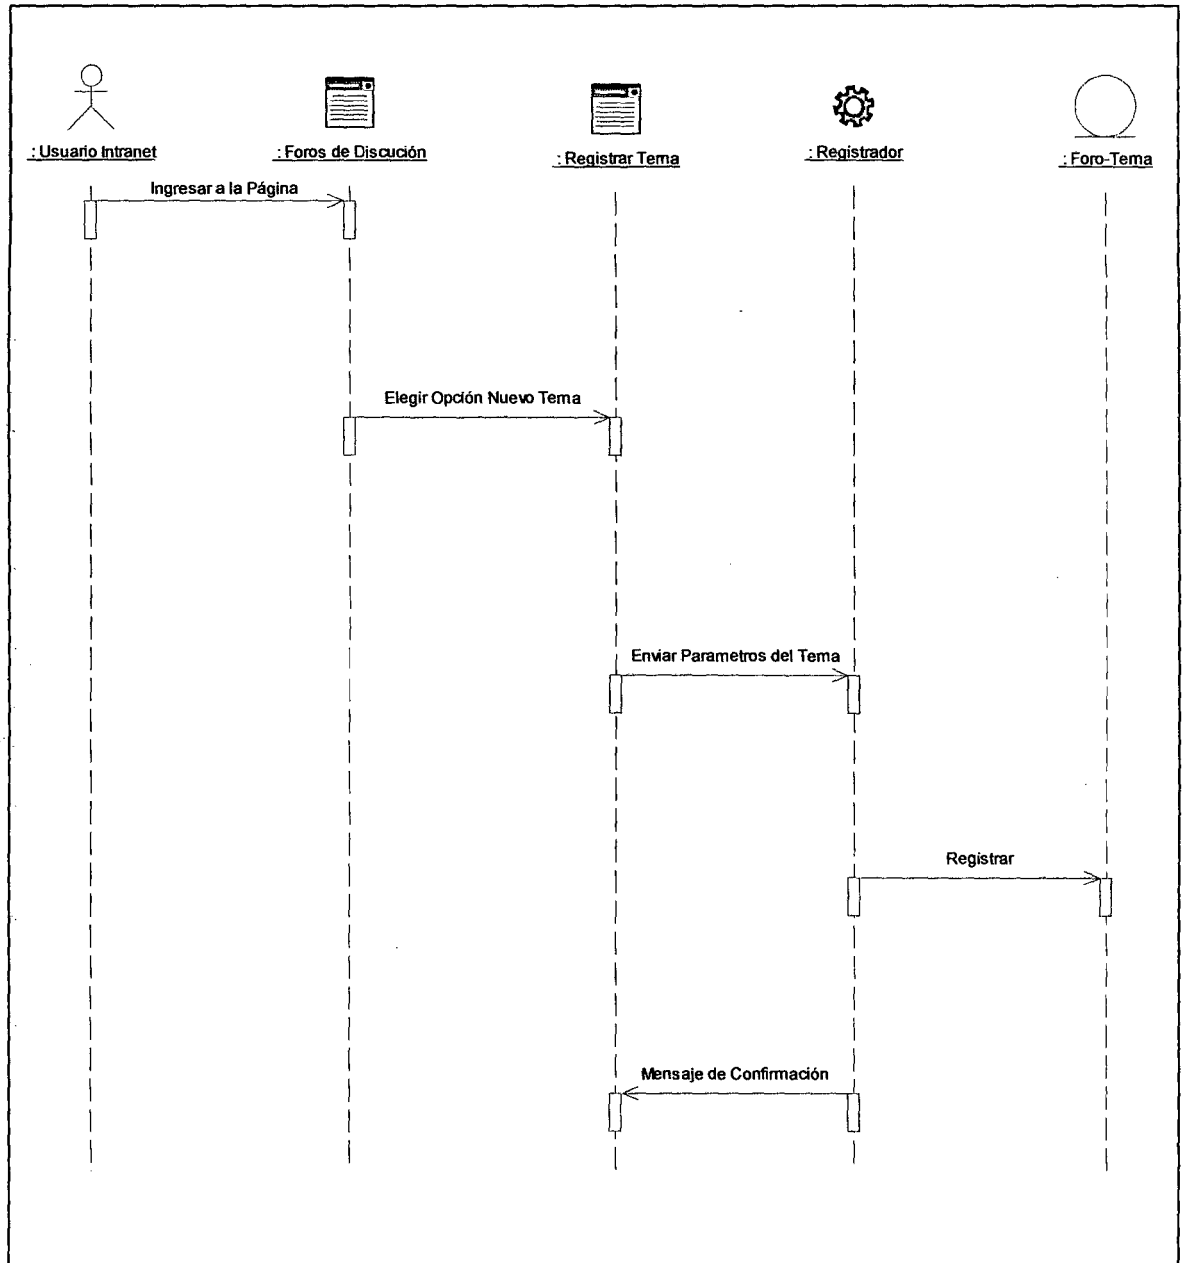 : Usuario Intranet
: Foros de Discución
: Registrar Tema
: Registrador
: Foro-Tema
Ingresar a la Página
Elegir Opción Nuevo Tema
Enviar Parametros del Tema
Registrar
Mensaje de Confirmación